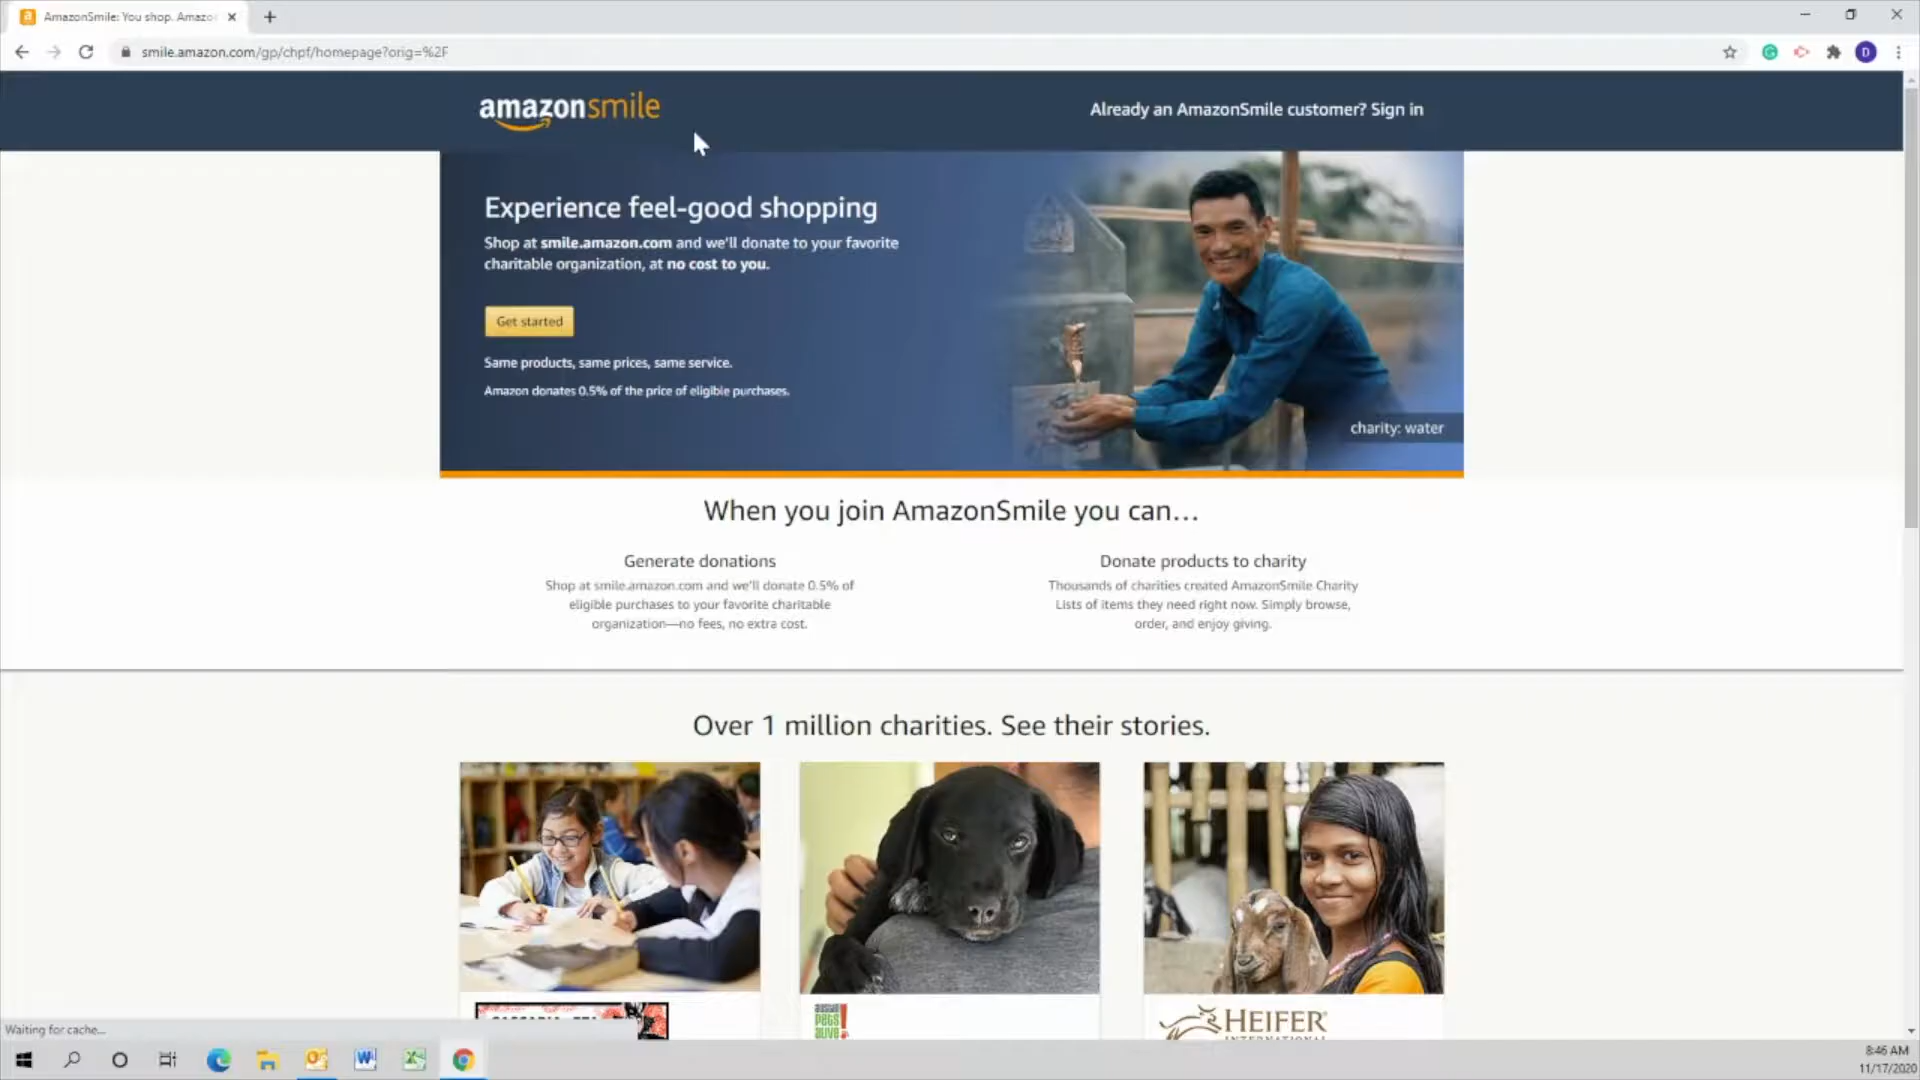 AmazonSmile: You shop. Amazo
smile.amazon.com/gp/chpf/homepage?orig=%2F
D
amazonsmile
Already an AmazonSmile customer? Sign in
Experience feel-good shopping
Shop at smile.amazon.com and we'll donate to your favorite
charitable organization, at no cost to you.
Get started
Same products, same prices, same service.
Amazon donates 0.5% of the price of eligible purchases.
charity: water
When you join AmazonSmile you can...
Generate donations
Shop at smile.amazon.com and we'll donate 0.5% of
eligible purchases to your favorite charitable
organization—no fees, no extra cost.
Donate products to charity
Thousands of charities created AmazonSmile Charity
Lists of items they need right now. Simply browse,
order, and enjoy giving.
Over 1 million charities. See their stories.
PETS
ALIVE!
HEIFER
INTERNATIONAL
Waiting for cache...
8:46 AM
11/17/2020